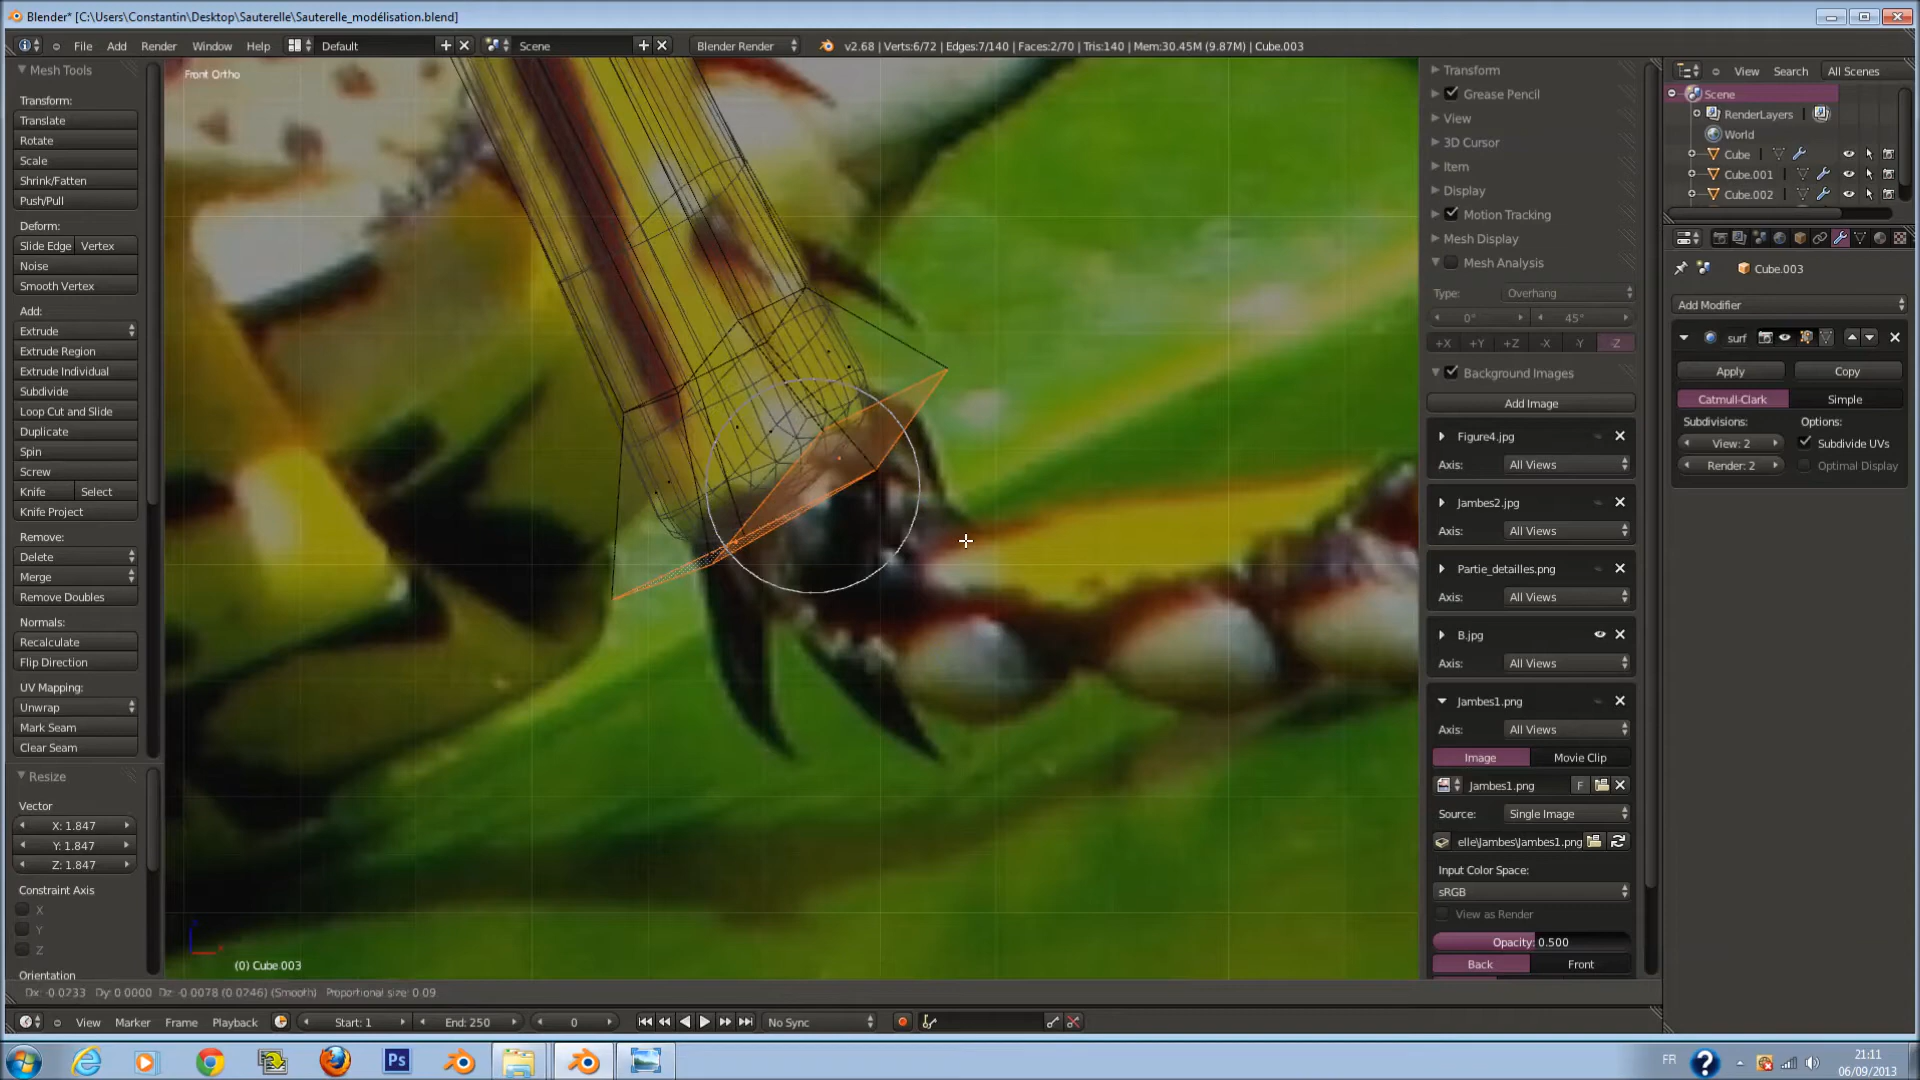 Blender* [C:\Users\Constantin\Desktop\Sauterelle\Sauterelle_modélisation.blend]
File Add Render Window Help Default Scene Blender Render v2.68 | Verts:6/72 | Edges:7/140 | Faces:2/70 | Tris:140 | Mem:30.45M (9.87M) | Cube.003
Mesh Tools
Transform:
Translate
Rotate
Scale
Shrink/Fatten
Push/Pull
Deform:
Slide Edge Vertex
Noise
Smooth Vertex
Add:
Extrude
Extrude Region
Extrude Individual
Subdivide
Loop Cut and Slide
Duplicate
Spin
Screw
Knife Select
Knife Project
Remove:
Delete
Merge
Remove Doubles
Normals:
Recalculate
Flip Direction
UV Mapping:
Unwrap
Mark Seam
Clear Seam
Resize
Vector
X: 1.847
Y: 1.847
Z: 1.847
Constraint Axis
X
Y
Z
Orientation
Front Ortho
(0) Cube.003
Dx: -0.0233 Dy: 0.0000 Dz: -0.0078 (0.0246) (Smooth) Proportional size: 0.09
Transform
Grease Pencil
View
3D Cursor
Item
Display
Motion Tracking
Mesh Display
Mesh Analysis
Type: Overhang
0° 45°
+X +Y +Z -X -Y -Z
Background Images
Add Image
Figure4.jpg
Axis: All Views
Jambes2.jpg
Axis: All Views
Partie_detailles.png
Axis: All Views
B.jpg
Axis: All Views
Jambes1.png
Axis: All Views
Image Movie Clip
Jambes1.png F
Source: Single Image
elle\Jambes\Jambes1.png
Input Color Space:
sRGB
View as Render
Opacity: 0.500
Back Front
View Search All Scenes
Scene
RenderLayers
World
Cube
Cube.001
Cube.002
Cube.003
Add Modifier
surf
Apply Copy
Catmull-Clark Simple
Subdivisions: Options:
View: 2 Subdivide UVs
Render: 2 Optimal Display
View Marker Frame Playback Start: 1 End: 250 0 No Sync
Ps
FR ? 21:11
06/09/2013